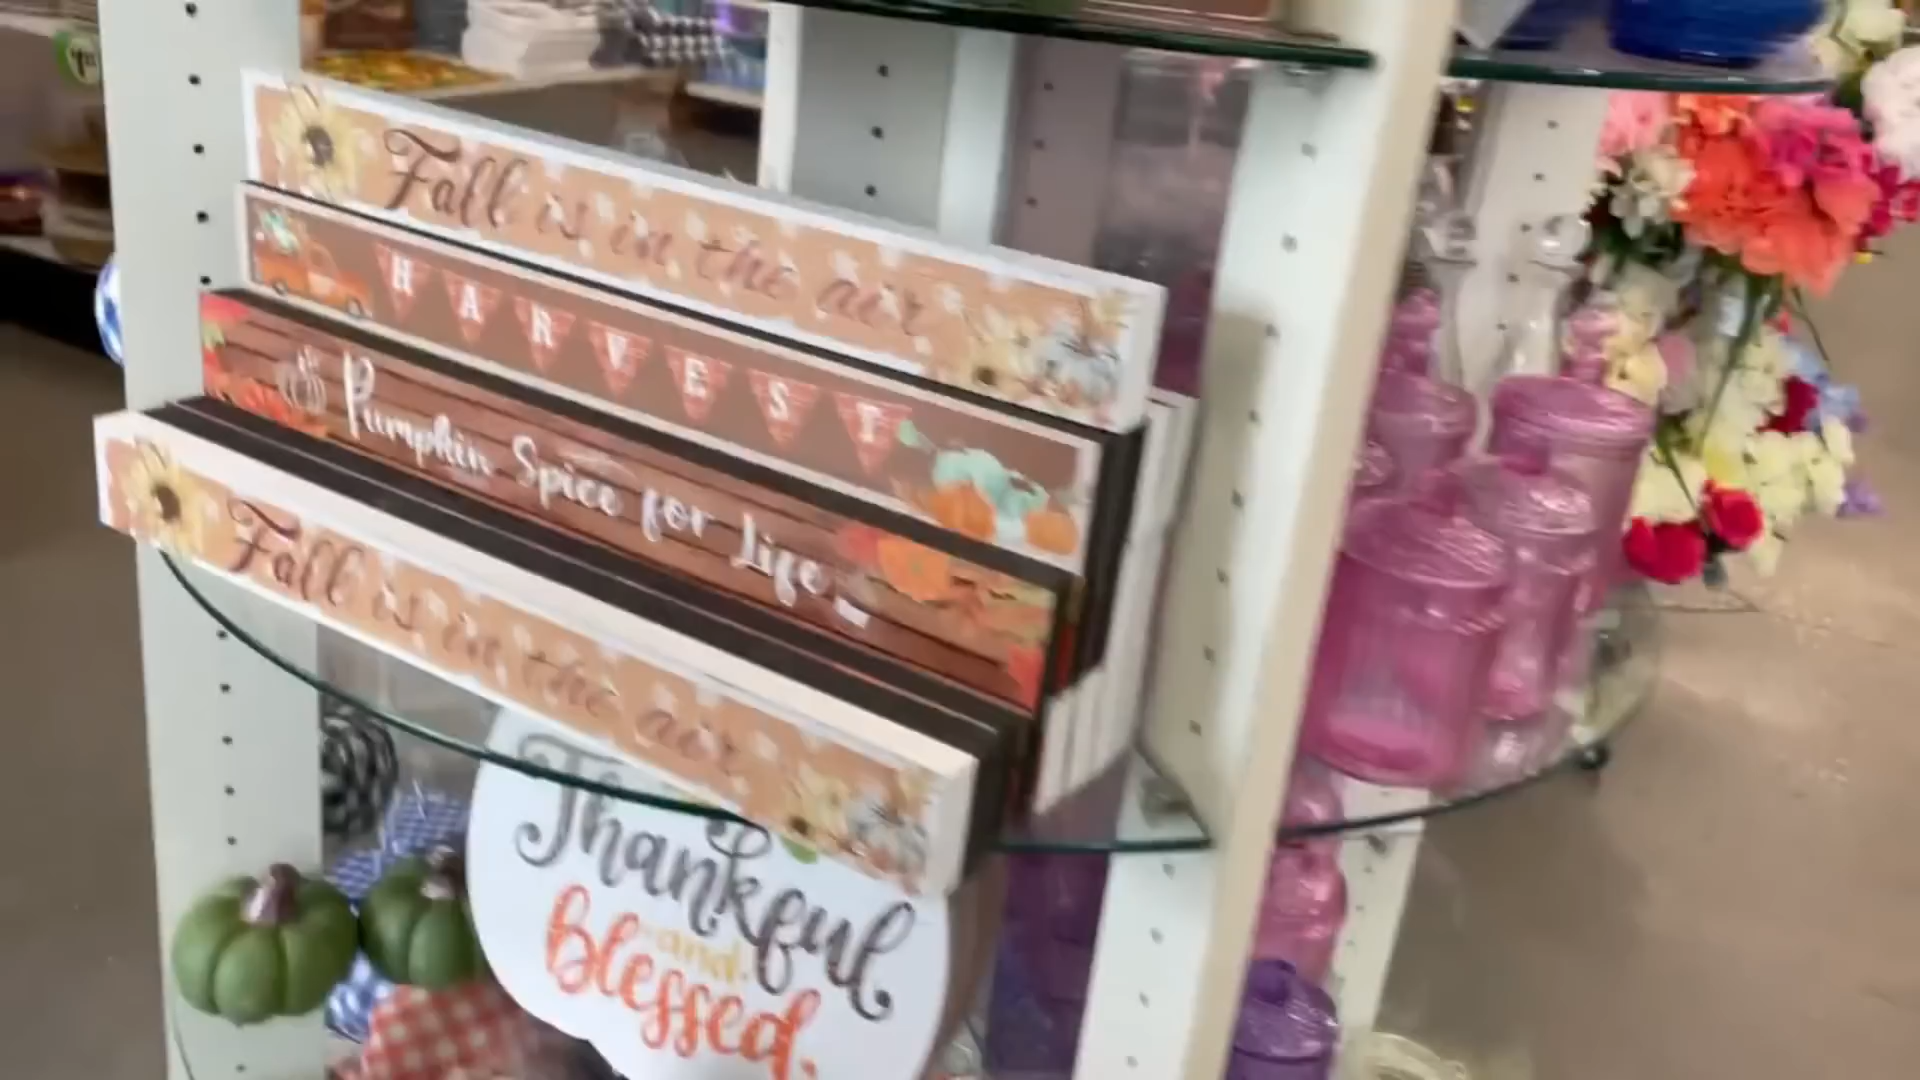 Fall is in the air
HARVEST
Pumpkin Spice for Life
Fall is in the air
Thankful
and
Blessed.